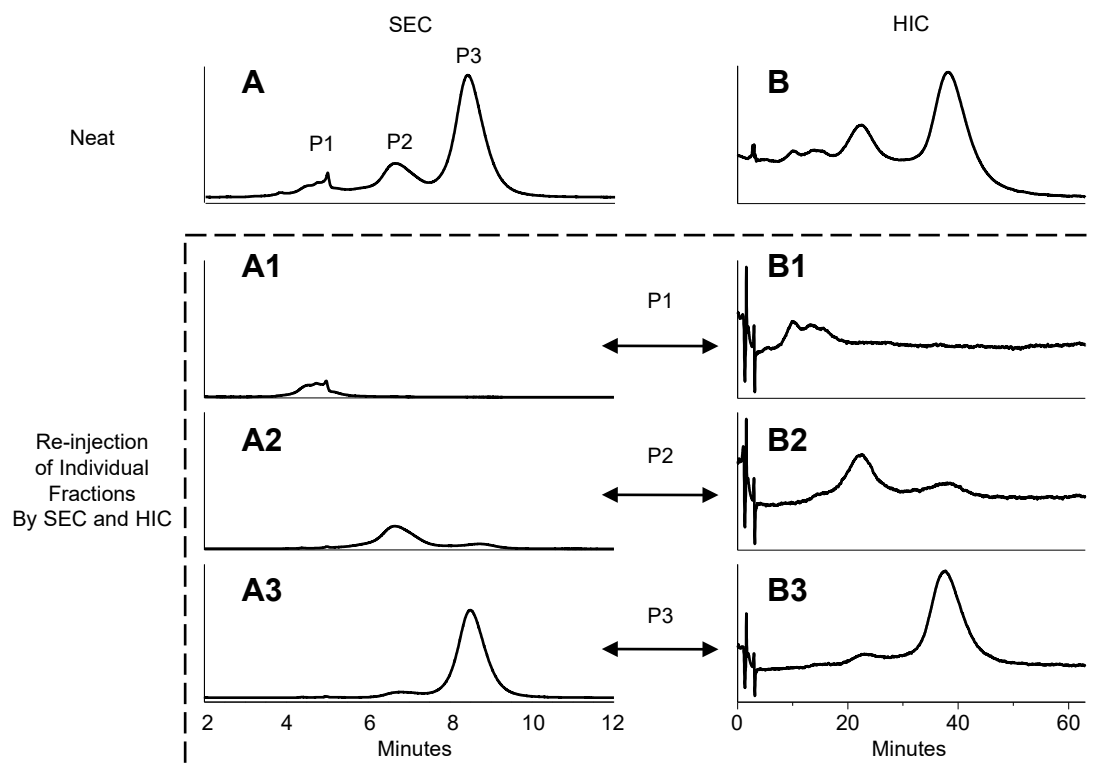 SEC
HIC
A
P1
P2
P3
B
Neat
A1
P1
B1
A2
P2
B2
Re-injection
of Individual
Fractions
By SEC and HIC
A3
P3
B3
2 4 6 8 10 12
Minutes
0 20 40 60
Minutes